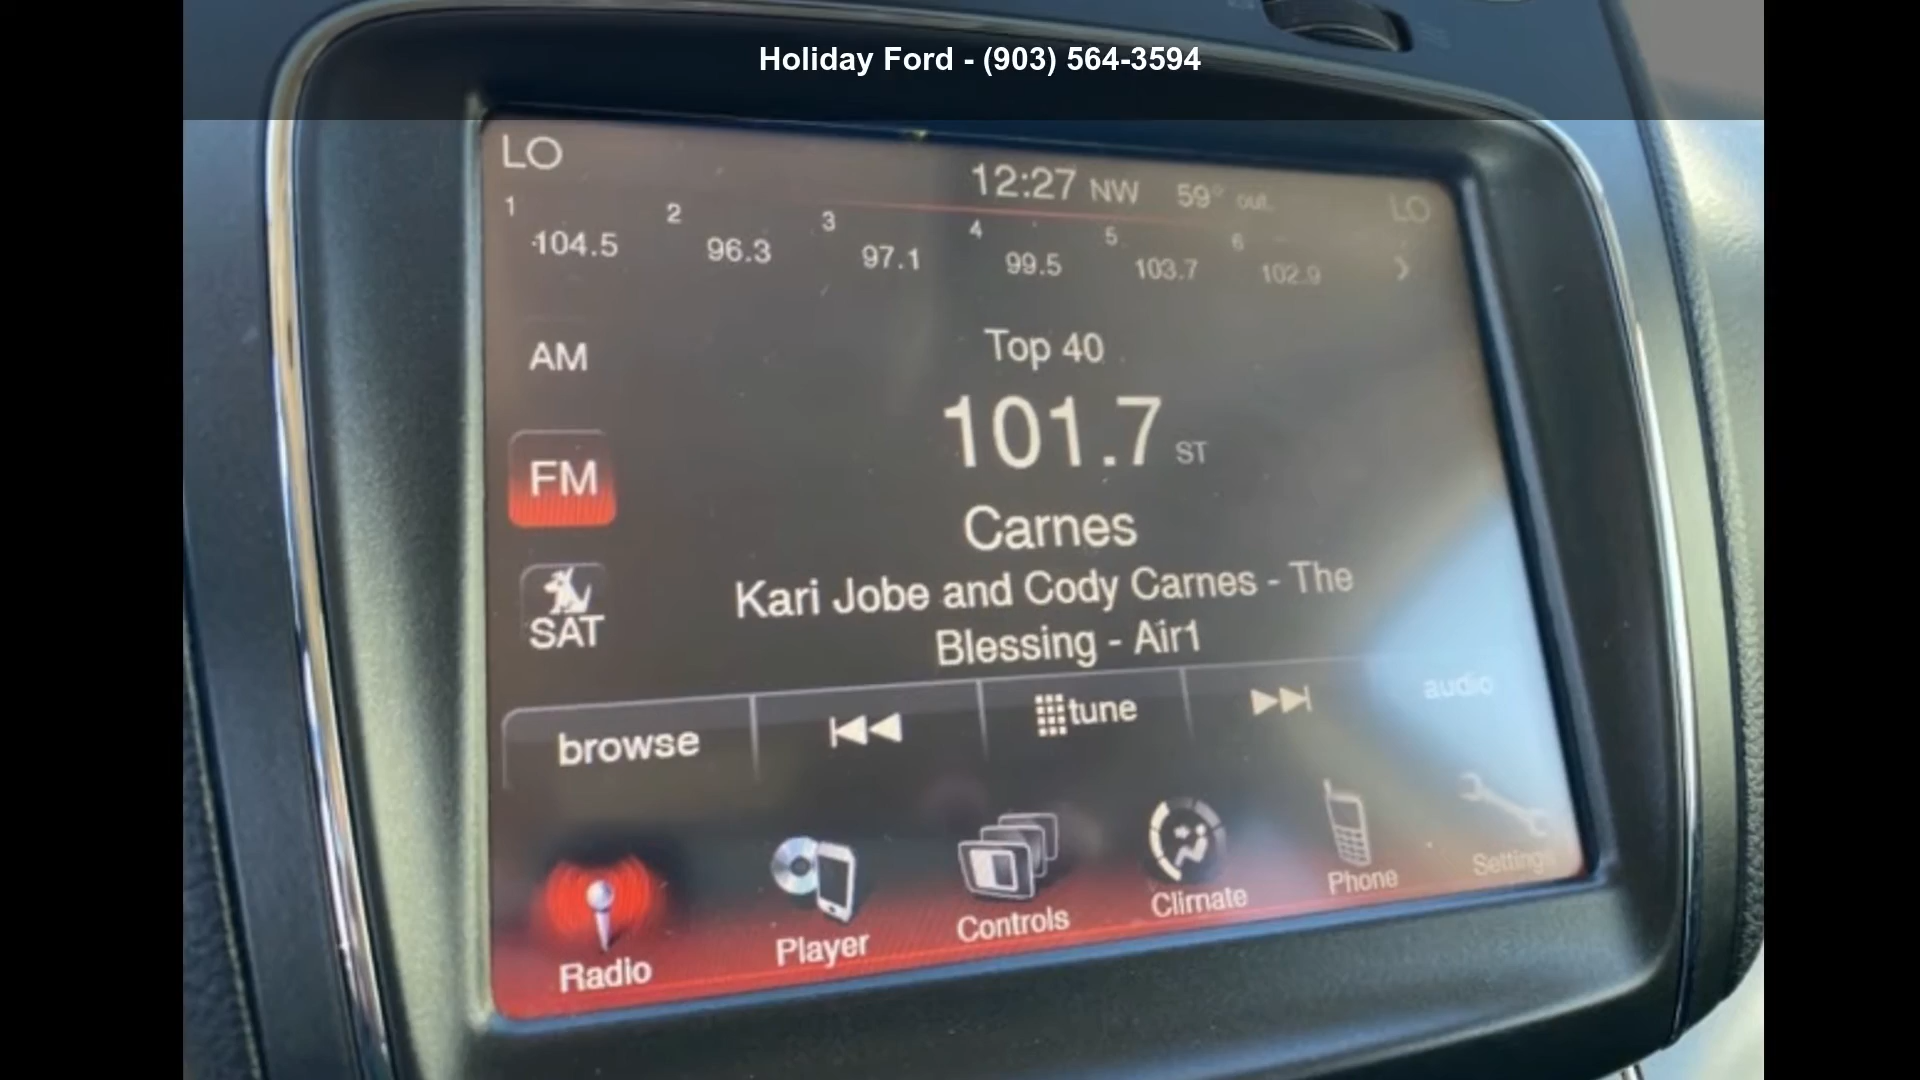 Holiday Ford - (903) 564-3594
LO
12:27 NW 59° out.
LO
1 104.5
2 96.3
3 97.1
4 99.5
5 103.7
6 102.9
AM
Top 40
101.7 ST
FM
Carnes
SAT
Kari Jobe and Cody Carnes - The
Blessing - Air1
browse
tune
audio
Radio
Player
Controls
Climate
Phone
Settings